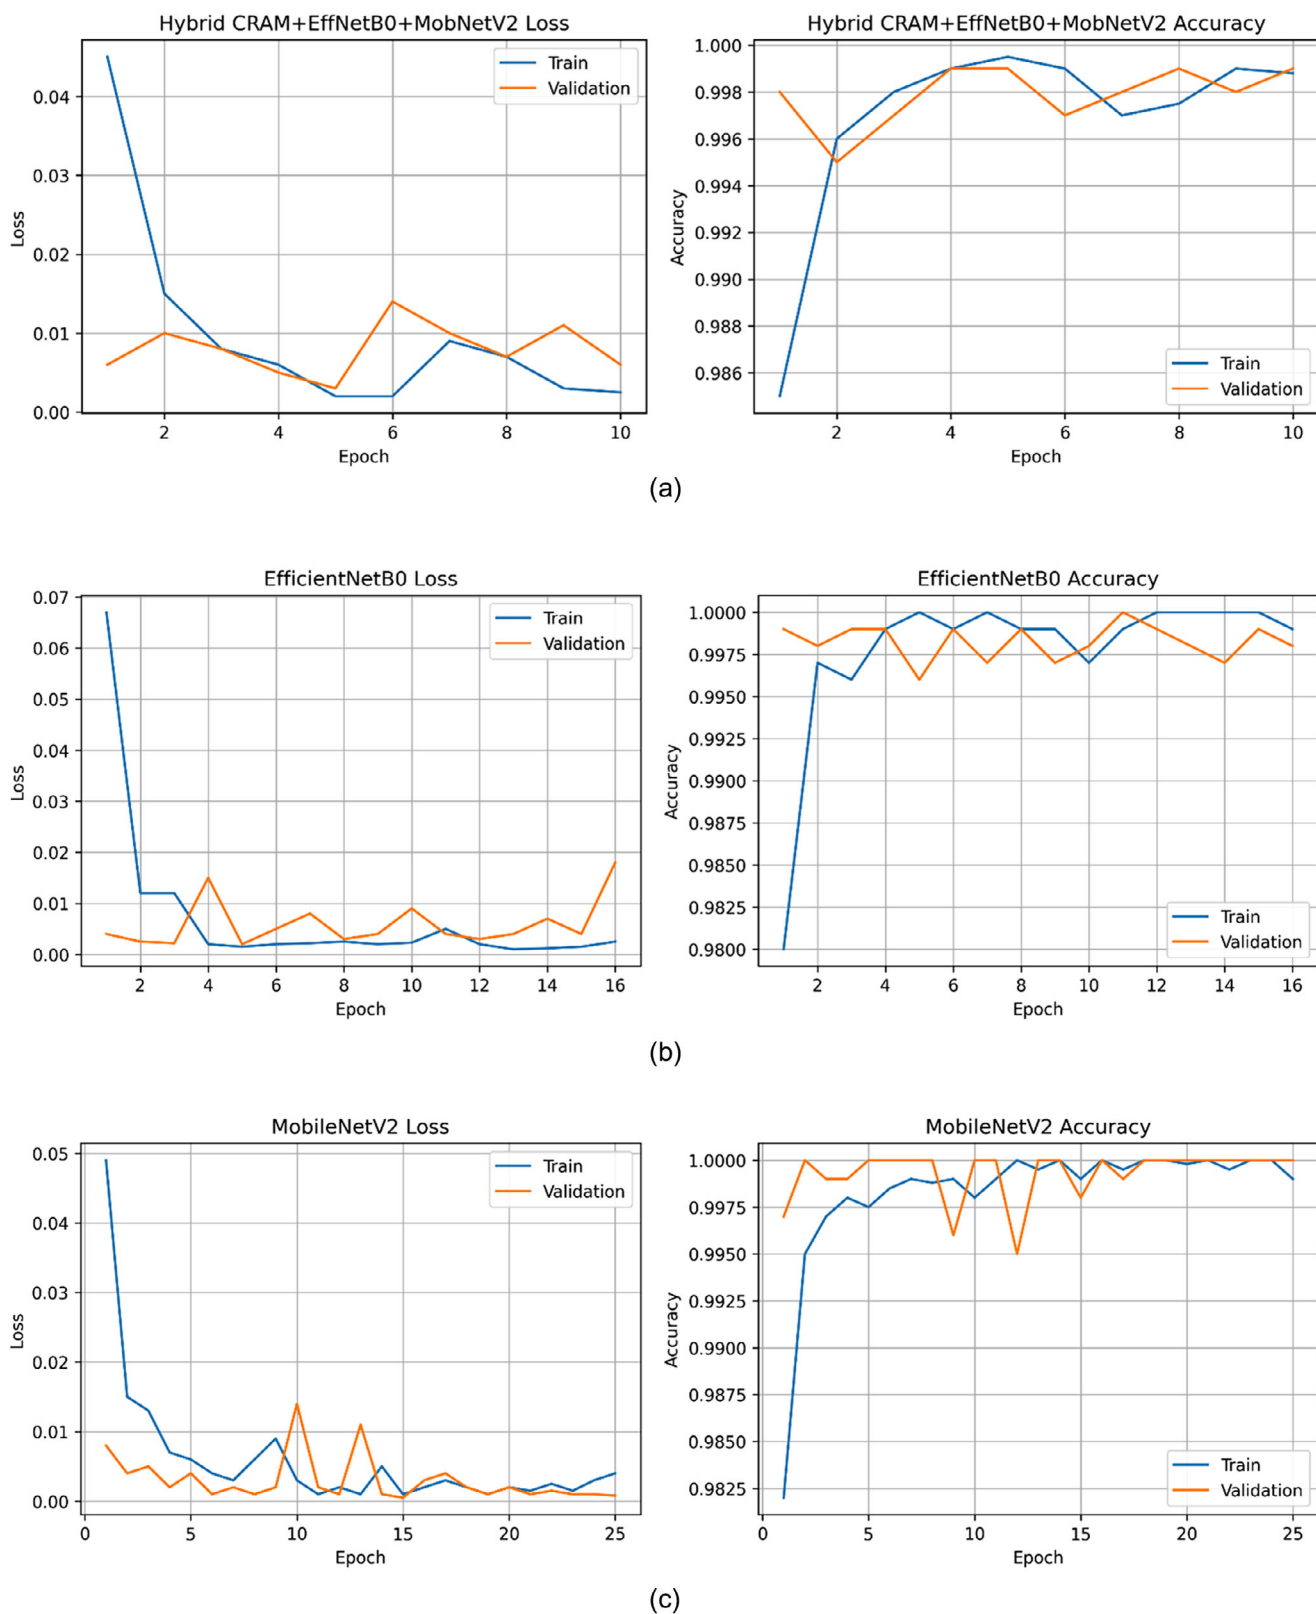 Hybrid CRAM+EffNetB0+MobNetV2 Loss
Train
Validation
0.04
0.03
0.02
0.01
0.00
Loss
2 4 6 8 10
Epoch
Hybrid CRAM+EffNetB0+MobNetV2 Accuracy
1.000
0.998
0.996
0.994
0.992
0.990
0.988
0.986
Accuracy
Train
Validation
2 4 6 8 10
Epoch
(a)
EfficientNetB0 Loss
0.07
0.06
0.05
0.04
0.03
0.02
0.01
0.00
Loss
Train
Validation
2 4 6 8 10 12 14 16
Epoch
EfficientNetB0 Accuracy
1.0000
0.9975
0.9950
0.9925
0.9900
0.9875
0.9850
0.9825
0.9800
Accuracy
Train
Validation
2 4 6 8 10 12 14 16
Epoch
(b)
MobileNetV2 Loss
0.05
0.04
0.03
0.02
0.01
0.00
Loss
Train
Validation
0 5 10 15 20 25
Epoch
MobileNetV2 Accuracy
1.0000
0.9975
0.9950
0.9925
0.9900
0.9875
0.9850
0.9825
Accuracy
Train
Validation
0 5 10 15 20 25
Epoch
(c)